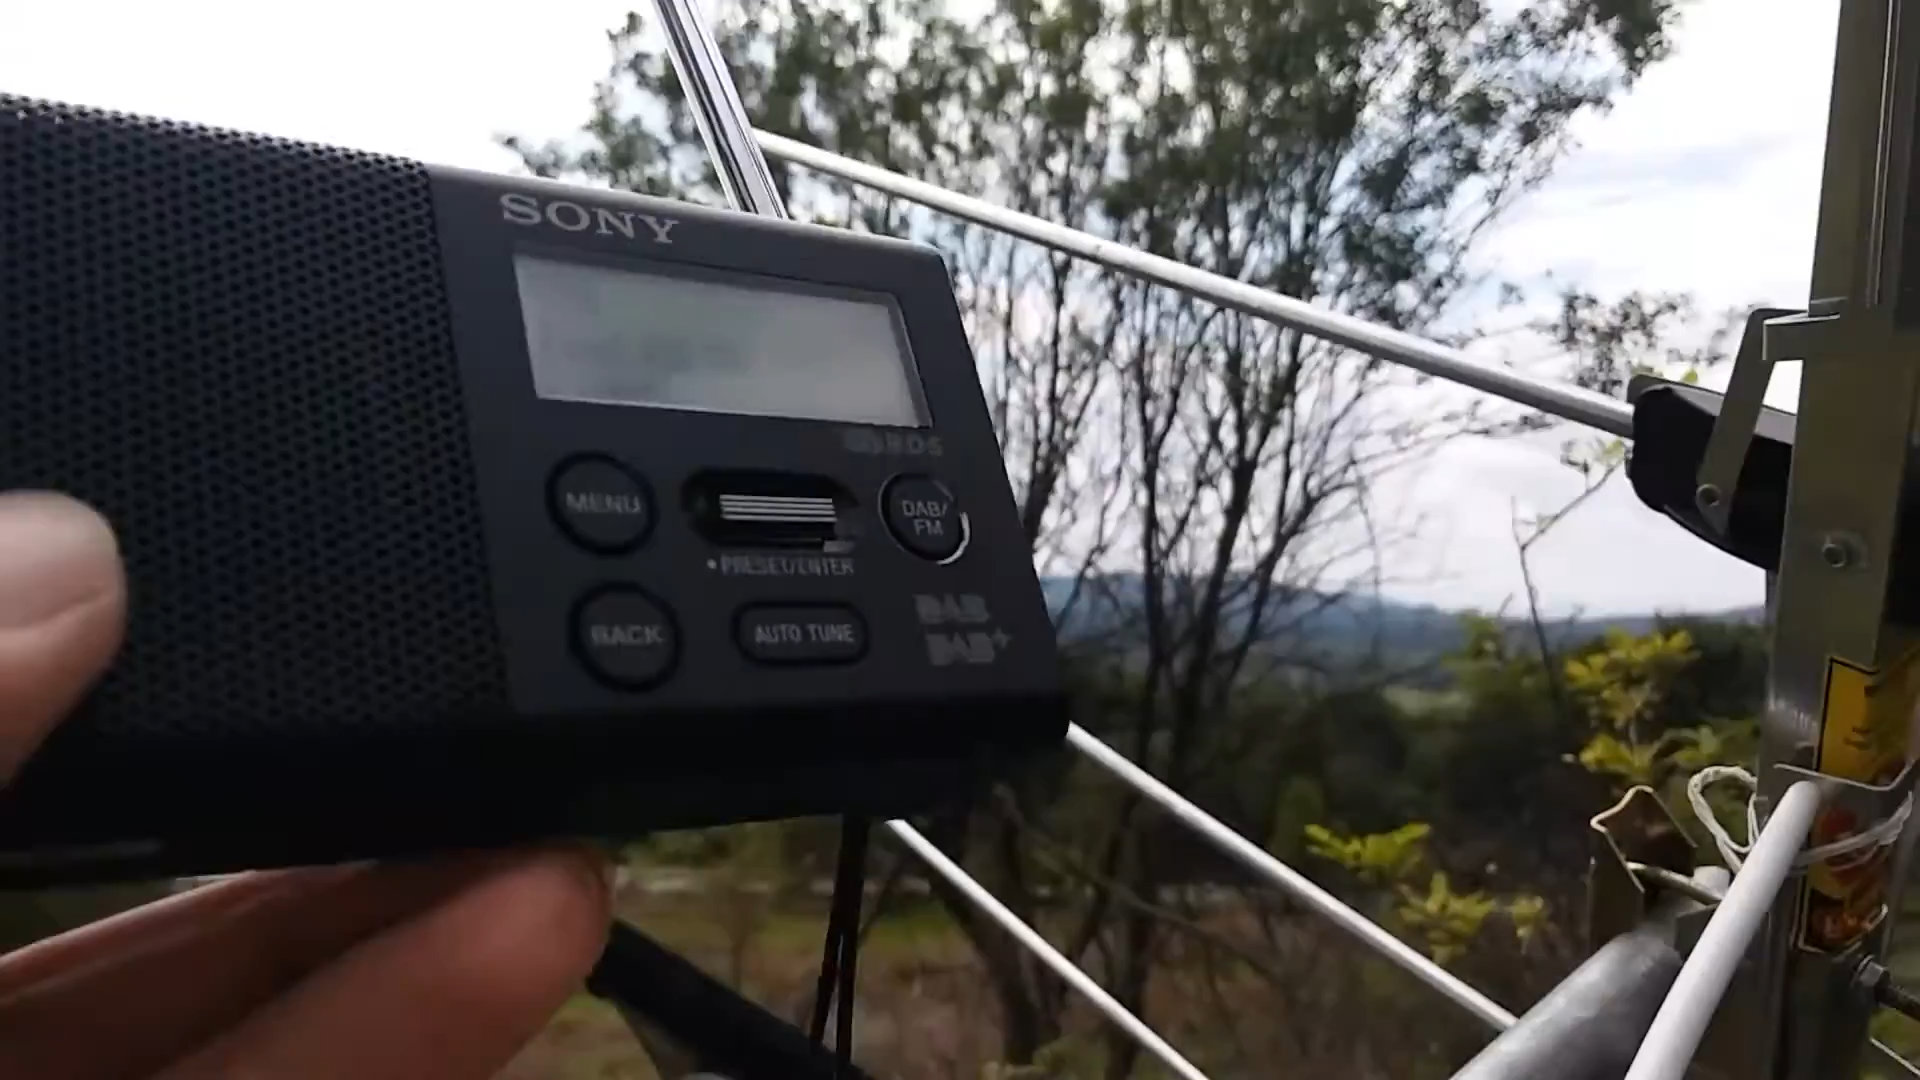 SONY
RDS
MENU
DAB/
FM
• PRESET/ENTER
BACK
AUTO TUNE
DAB
DAB+